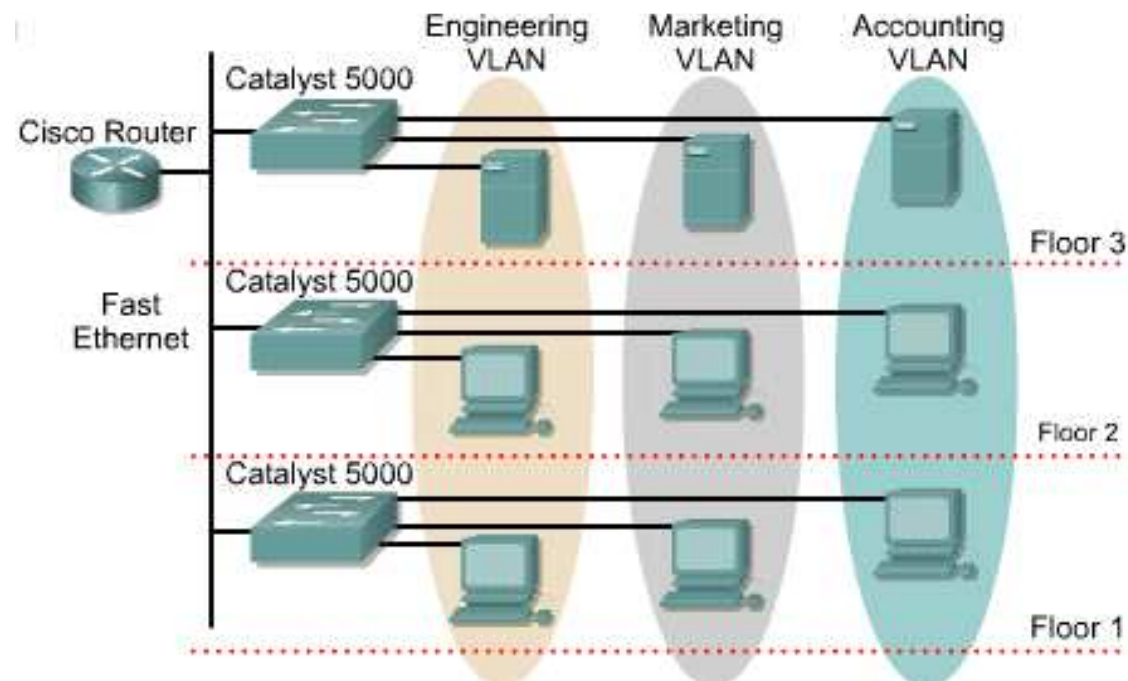 Engineering
VLAN
Marketing
VLAN
Accounting
VLAN
Catalyst 5000
Cisco Router
Floor 3
Catalyst 5000
Fast
Ethernet
Floor 2
Catalyst 5000
Floor 1